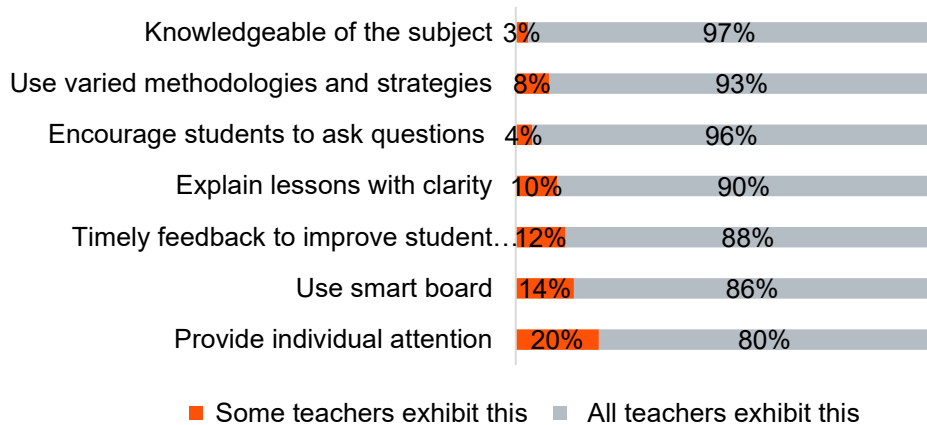 Knowledgeable of the subject 3% 97%
Use varied methodologies and strategies 8% 93%
Encourage students to ask questions 4% 96%
Explain lessons with clarity 10% 90%
Timely feedback to improve student… 12% 88%
Use smart board 14% 86%
Provide individual attention 20% 80%
Some teachers exhibit this All teachers exhibit this